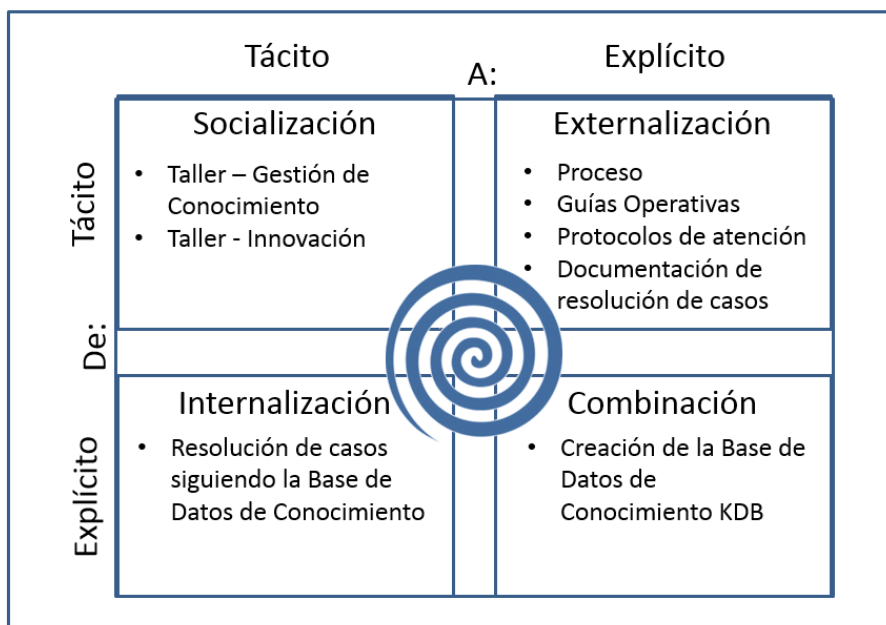 Tácito
A:
Explícito
Tácito
Socialización
• Taller – Gestión de
Conocimiento
• Taller - Innovación
Externalización
• Proceso
• Guías Operativas
• Protocolos de atención
• Documentación de
resolución de casos
De:
Explícito
Internalización
• Resolución de casos
siguiendo la Base de
Datos de Conocimiento
Combinación
• Creación de la Base de
Datos de
Conocimiento KDB